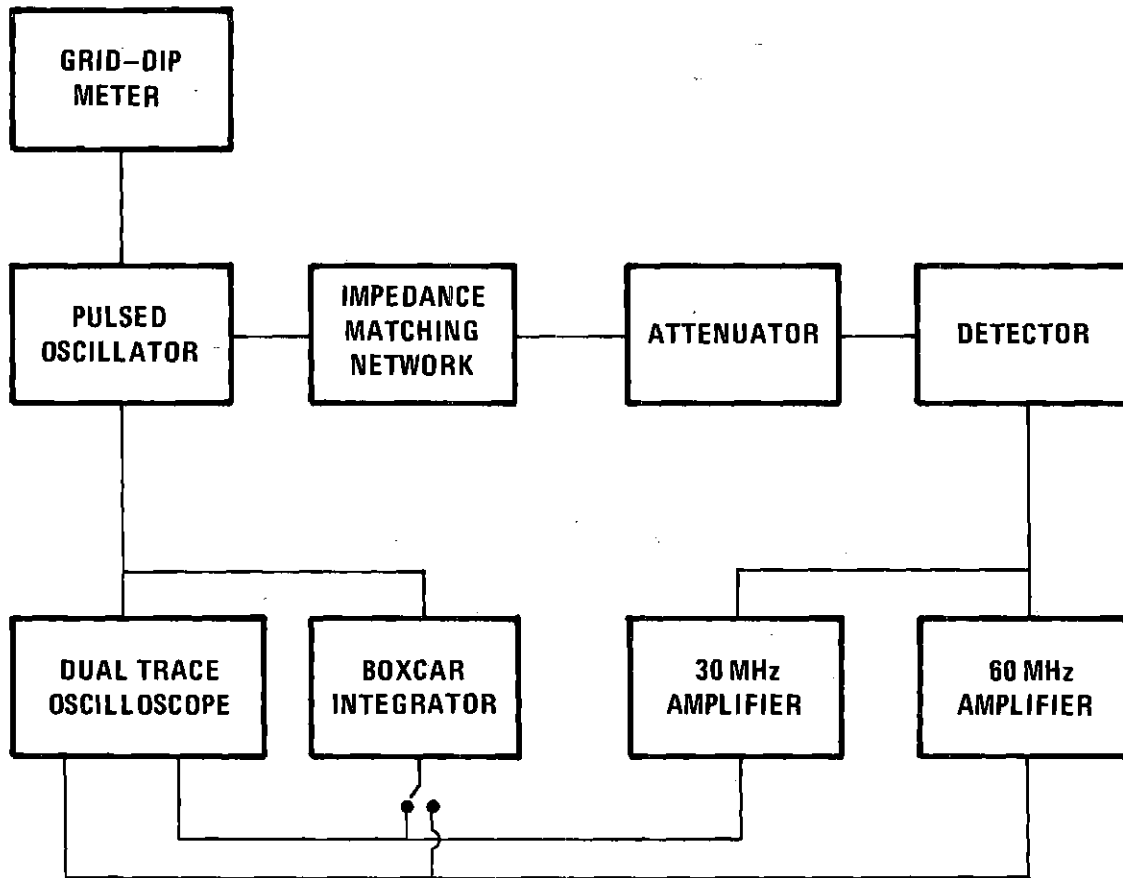 GRID–DIP
METER
PULSED
OSCILLATOR
IMPEDANCE
MATCHING
NETWORK
ATTENUATOR
DETECTOR
DUAL TRACE
OSCILLOSCOPE
BOXCAR
INTEGRATOR
30 MHz
AMPLIFIER
60 MHz
AMPLIFIER